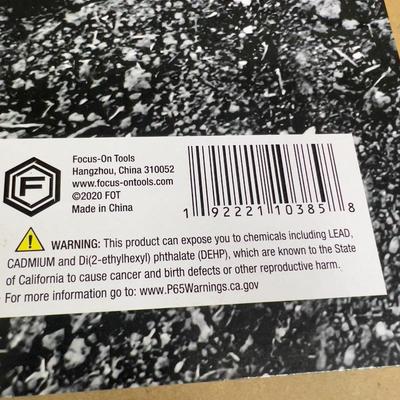 F
Focus-On Tools
Hangzhou, China 310052
www.focus-ontools.com
©2020 FOT
Made in China
1 92221 10385 8
WARNING: This product can expose you to chemicals including LEAD,
CADMIUM and Di(2-ethylhexyl) phthalate (DEHP), which are known to the State
of California to cause cancer and birth defects or other reproductive harm.
For more information go to: www.P65Warnings.ca.gov